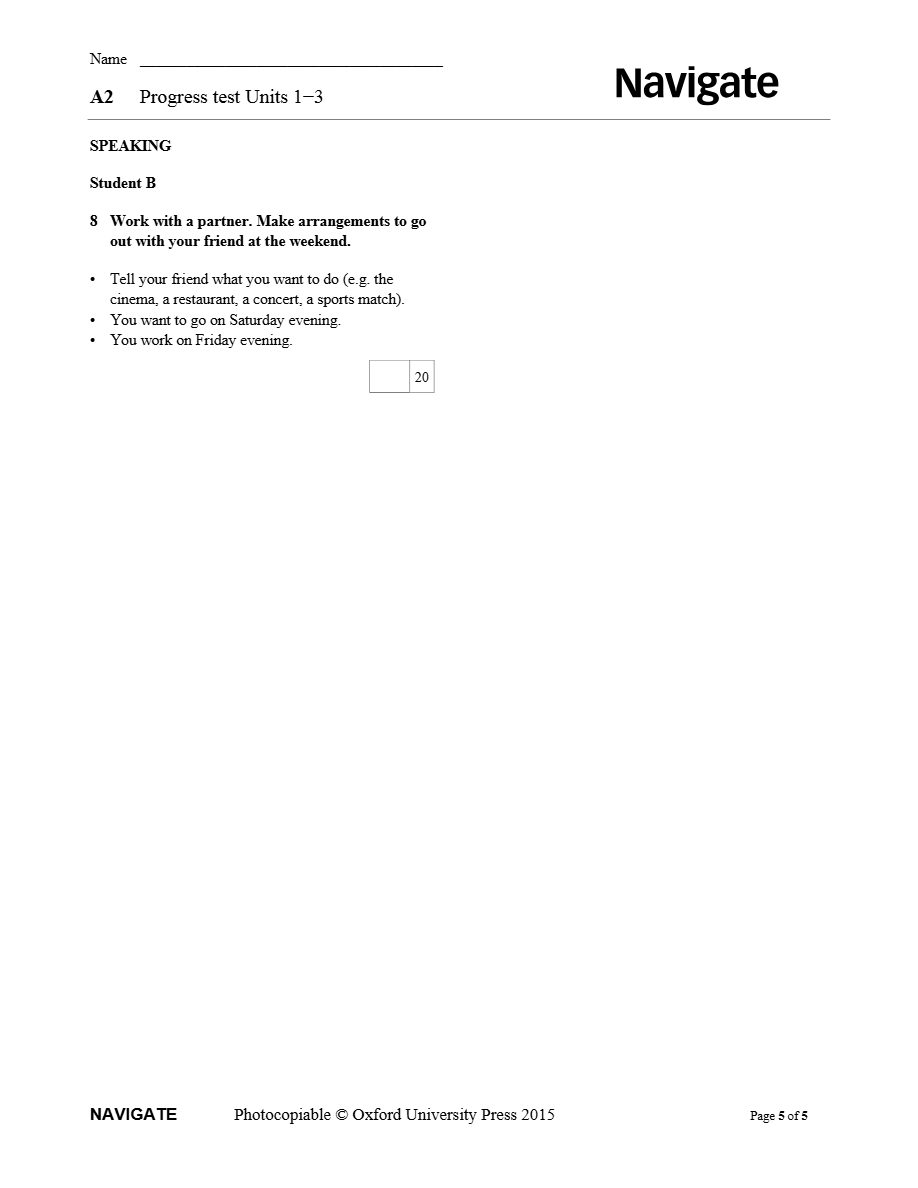 Name ______________________________________
Navigate
A2 Progress test Units 1−3
SPEAKING
Student B
8 Work with a partner. Make arrangements to go
out with your friend at the weekend.
• Tell your friend what you want to do (e.g. the
cinema, a restaurant, a concert, a sports match).
• You want to go on Saturday evening.
• You work on Friday evening.
20
NAVIGATE Photocopiable © Oxford University Press 2015 Page 5 of 5